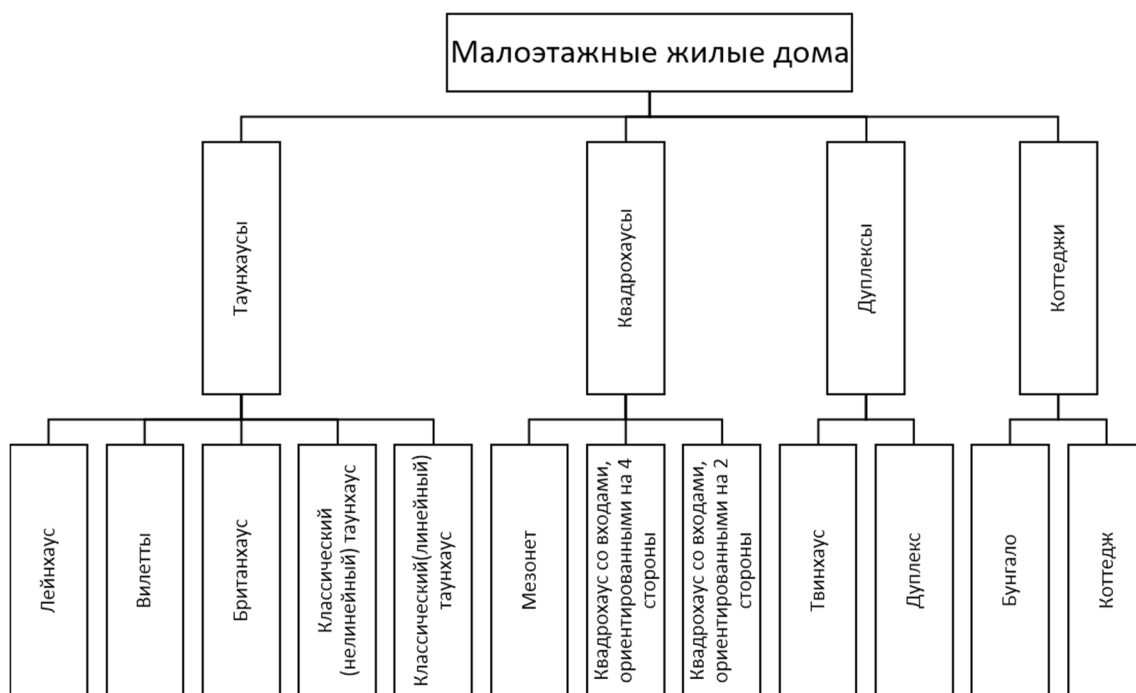 Малоэтажные жилые дома
Таунхаусы
Квадрохаусы
Дуплексы
Коттеджи
Лейнхаус
Вилетты
Британхаус
Классический
(нелинейный) таунхаус
Классический(линейный)
таунхаус
Мезонет
Квадрохаус со входами,
ориентированными на 4
стороны
Квадрохаус со входами,
ориентированными на 2
стороны
Твинхаус
Дуплекс
Бунгало
Коттедж